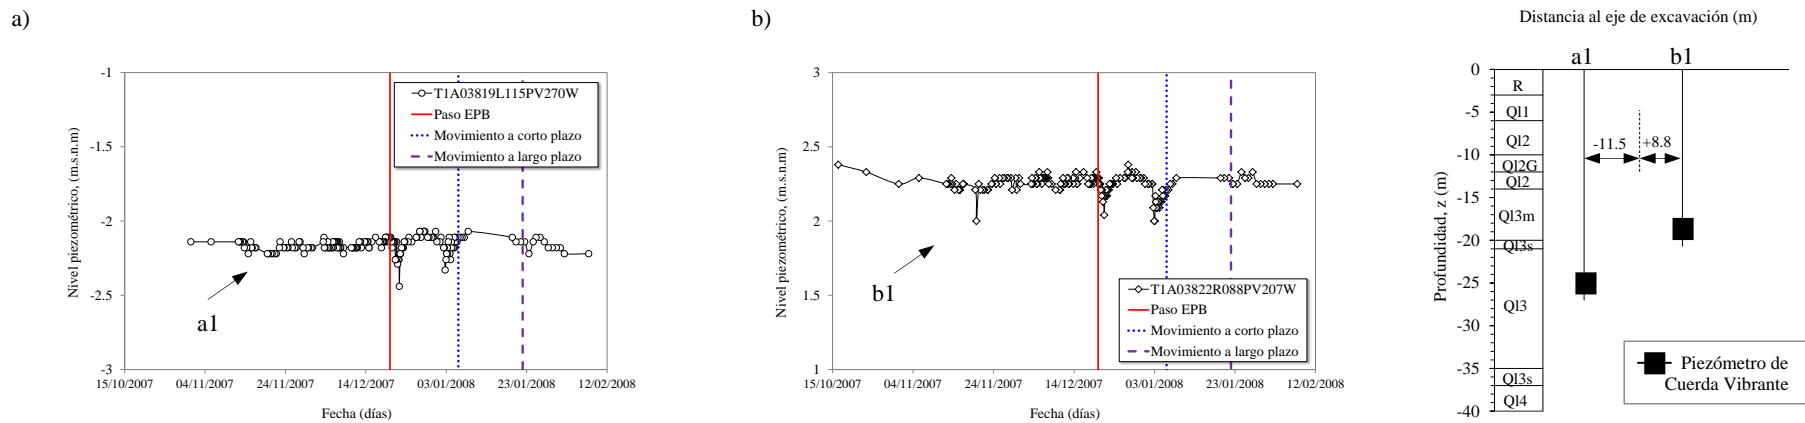 a)
Nivel piezométrico, (m.s.n.m)
-1
-1.5
-2
-2.5
-3
T1A03819L115PV270W
Paso EPB
Movimiento a corto plazo
Movimiento a largo plazo
a1
15/10/2007 04/11/2007 24/11/2007 14/12/2007 03/01/2008 23/01/2008 12/02/2008
Fecha (días)
b)
Nivel piezométrico, (m.s.n.m)
3
2.5
2
1.5
1
b1
T1A03822R088PV207W
Paso EPB
Movimiento a corto plazo
Movimiento a largo plazo
15/10/2007 04/11/2007 24/11/2007 14/12/2007 03/01/2008 23/01/2008 12/02/2008
Fecha (días)
Distancia al eje de excavación (m)
a1 b1
Profundidad, z (m)
0
-5
-10
-15
-20
-25
-30
-35
-40
R
Ql1
Ql2
Ql2G
Ql2
Ql3m
Ql3s
Ql3
Ql3s
Ql4
-11.5 +8.8
Piezómetro de
Cuerda Vibrante